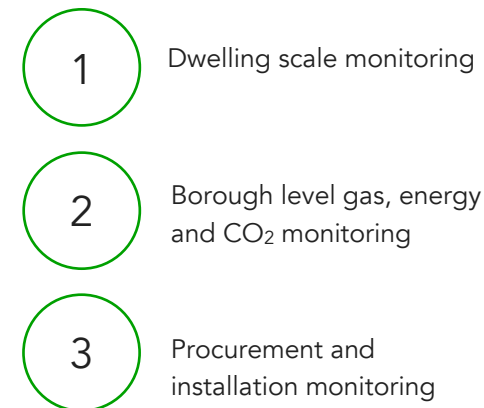 1
Dwelling scale monitoring
2
Borough level gas, energy
and CO₂ monitoring
3
Procurement and
installation monitoring